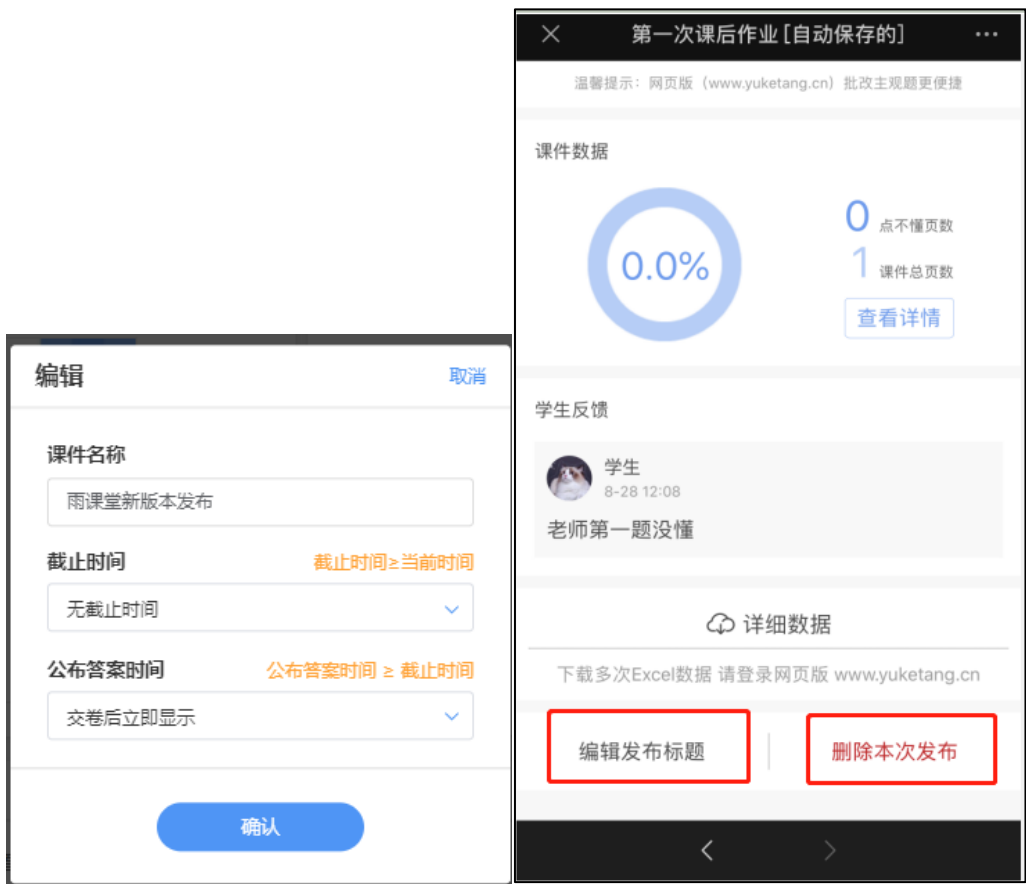 编辑
取消
课件名称
雨课堂新版本发布
截止时间
截止时间≥当前时间
无截止时间
公布答案时间
公布答案时间 ≥ 截止时间
交卷后立即显示
确认
第一次课后作业[自动保存的]
温馨提示：网页版（www.yuketang.cn）批改主观题更便捷
课件数据
0.0%
0 点不懂页数
1 课件总页数
查看详情
学生反馈
学生
8-28 12:08
老师第一题没懂
详细数据
下载多次Excel数据 请登录网页版 www.yuketang.cn
编辑发布标题
删除本次发布